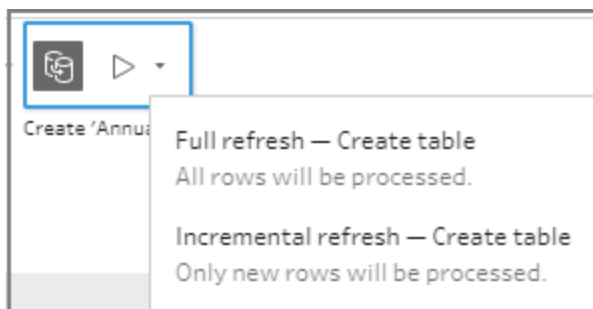 Create 'Annua
Full refresh — Create table
All rows will be processed.
Incremental refresh — Create table
Only new rows will be processed.